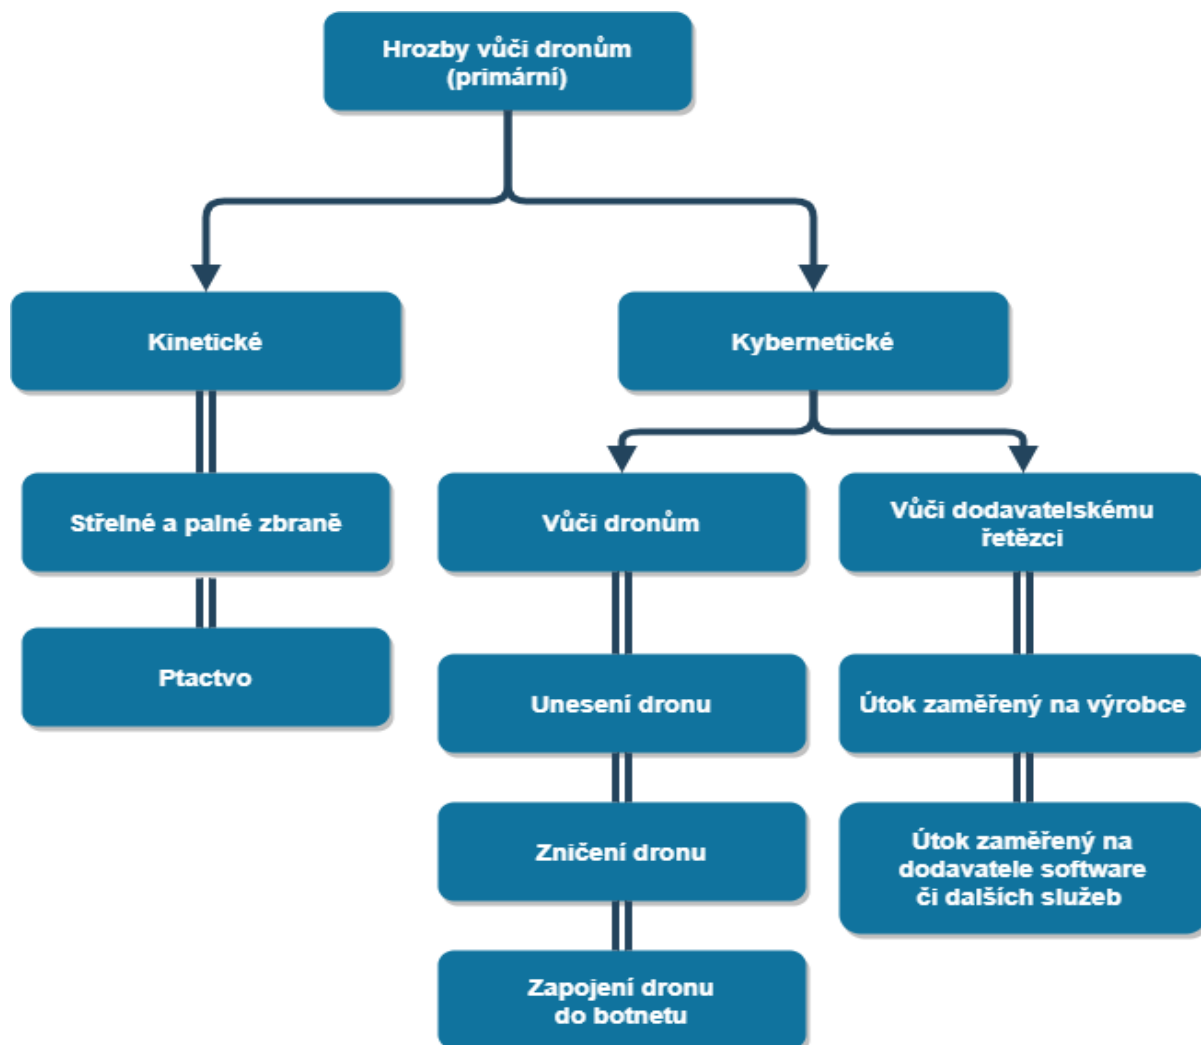 Hrozby vůči dronům
(primární)
Kinetické
Kybernetické
Střelné a palné zbraně
Vůči dronům
Vůči dodavatelskému
řetězci
Ptactvo
Unesení dronu
Útok zaměřený na výrobce
Zničení dronu
Útok zaměřený na
dodavatele software
či dalších služeb
Zapojení dronu
do botnetu